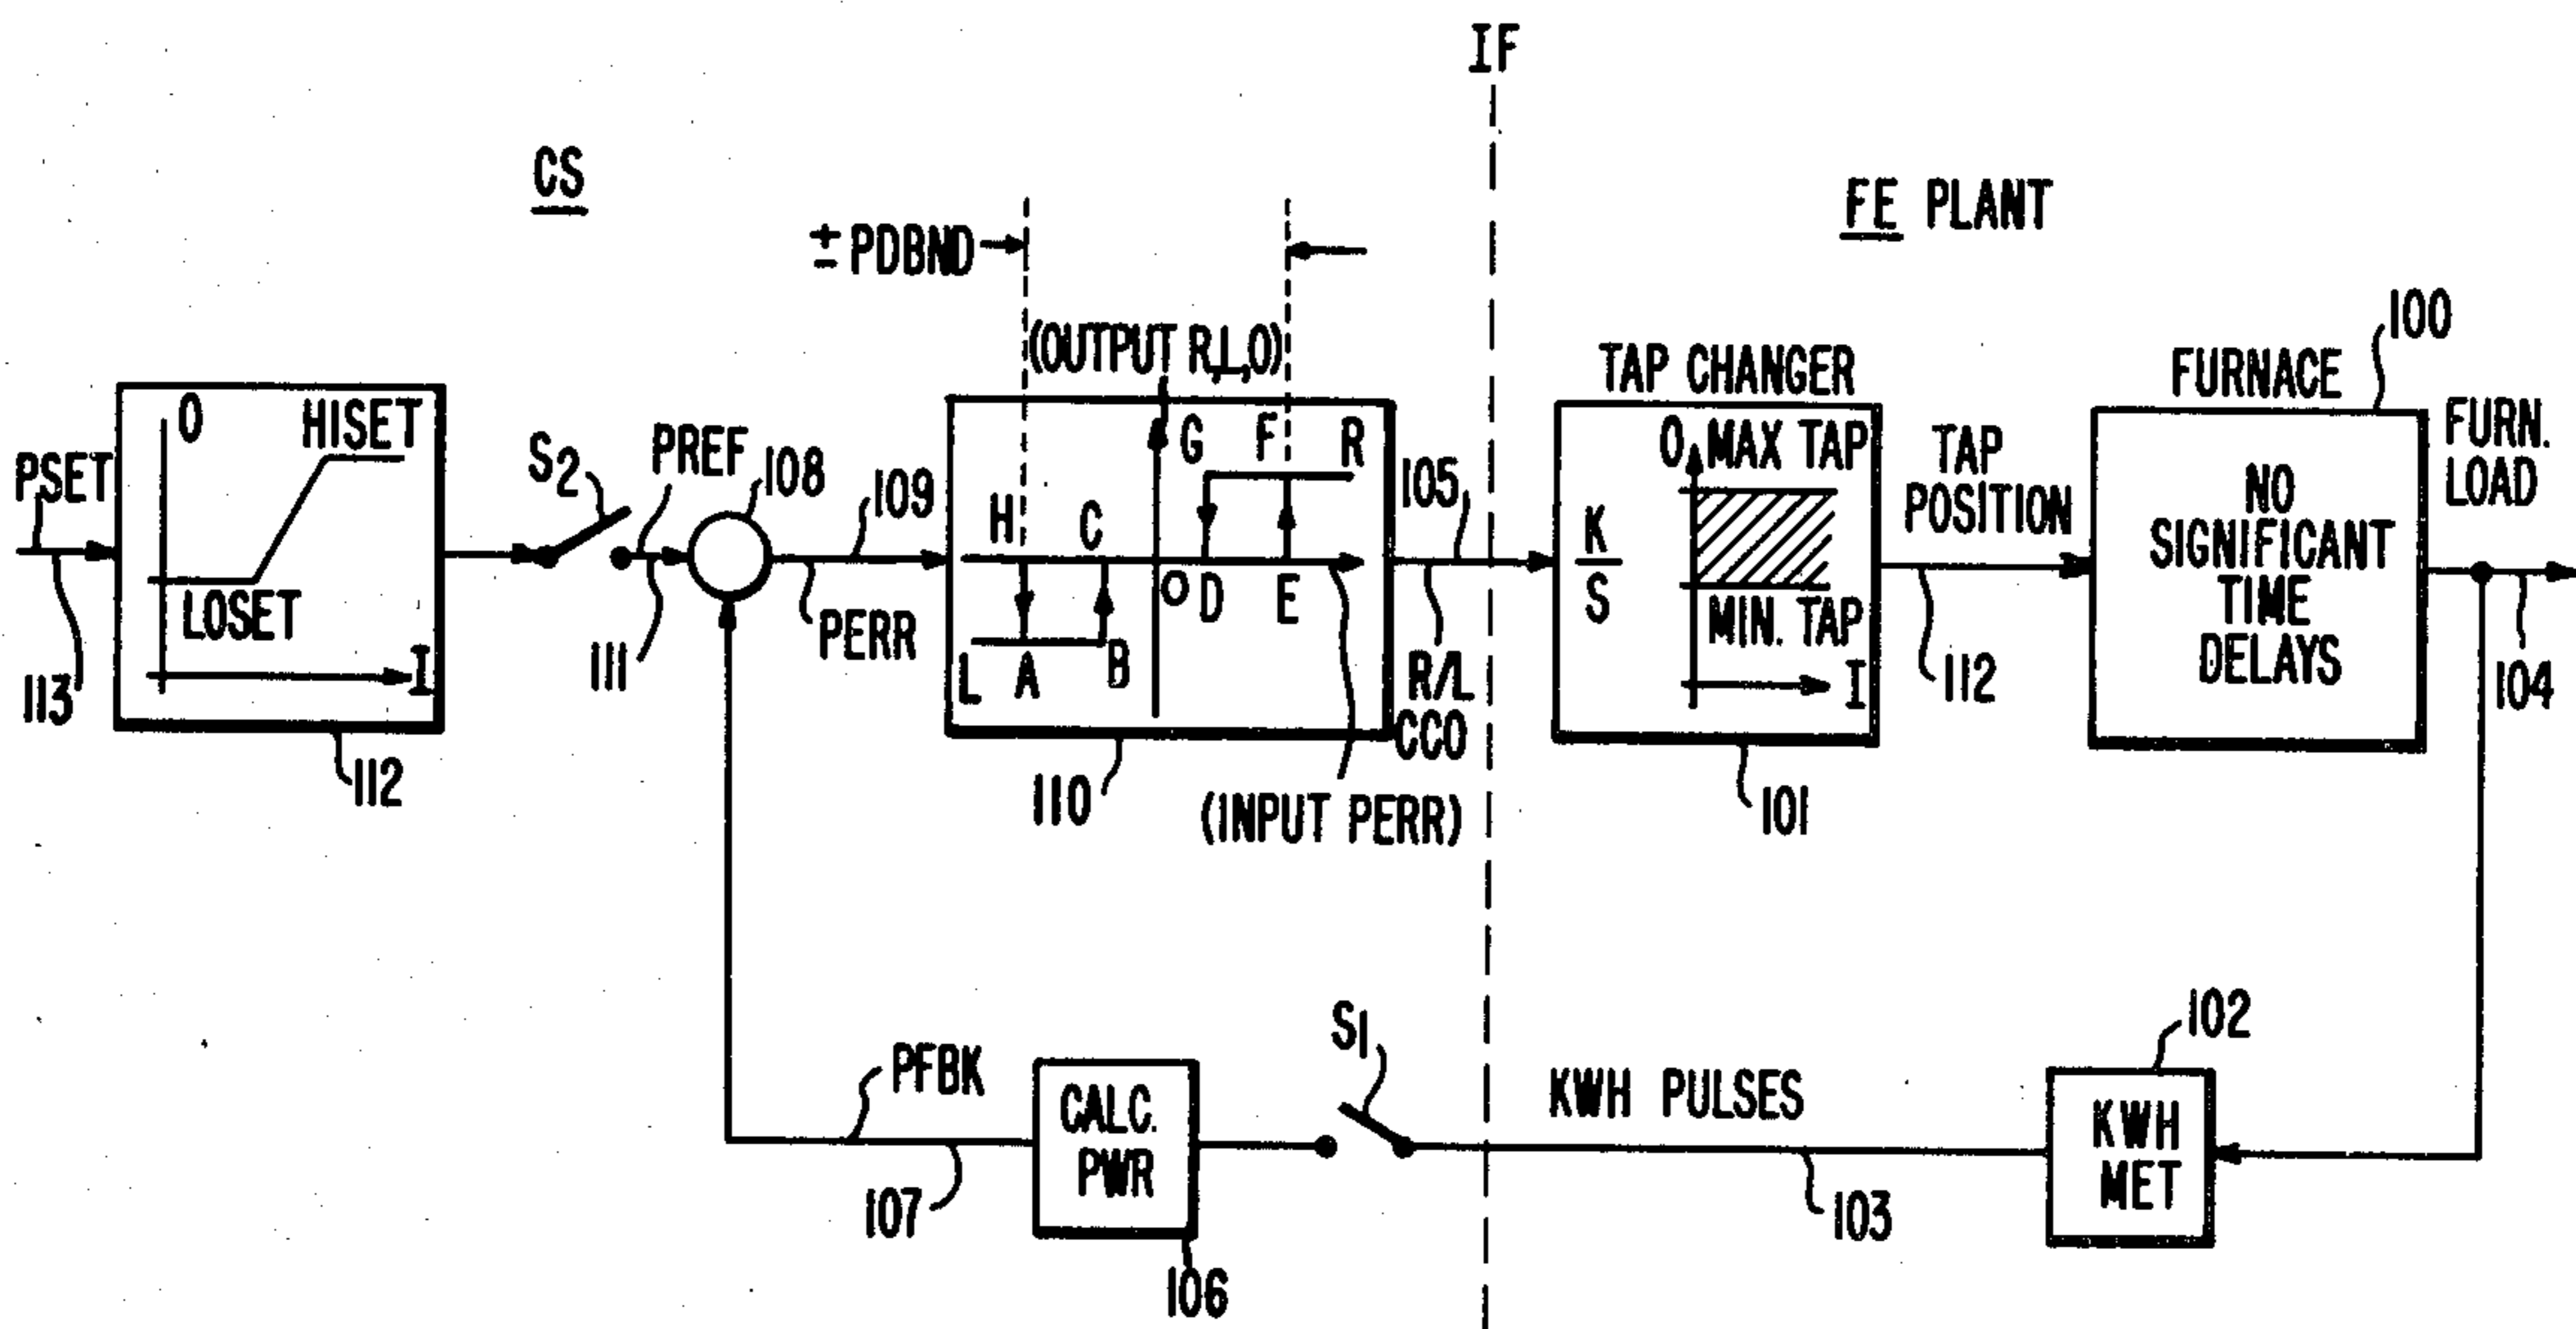 IF
CS
FE PLANT
± PDBND
(OUTPUT R,L,O)
PSET
113
O
HISET
LOSET
I
112
S2
PREF
111
108
109
PERR
H
C
G
F
R
O
D
E
L
A
B
110
(INPUT PERR)
105
R/L
CCO
TAP CHANGER
K
S
O
MAX TAP
MIN. TAP
I
101
TAP
POSITION
112
FURNACE
100
NO
SIGNIFICANT
TIME
DELAYS
FURN.
LOAD
104
PFBK
107
CALC.
PWR
106
S1
KWH PULSES
103
KWH
MET
102